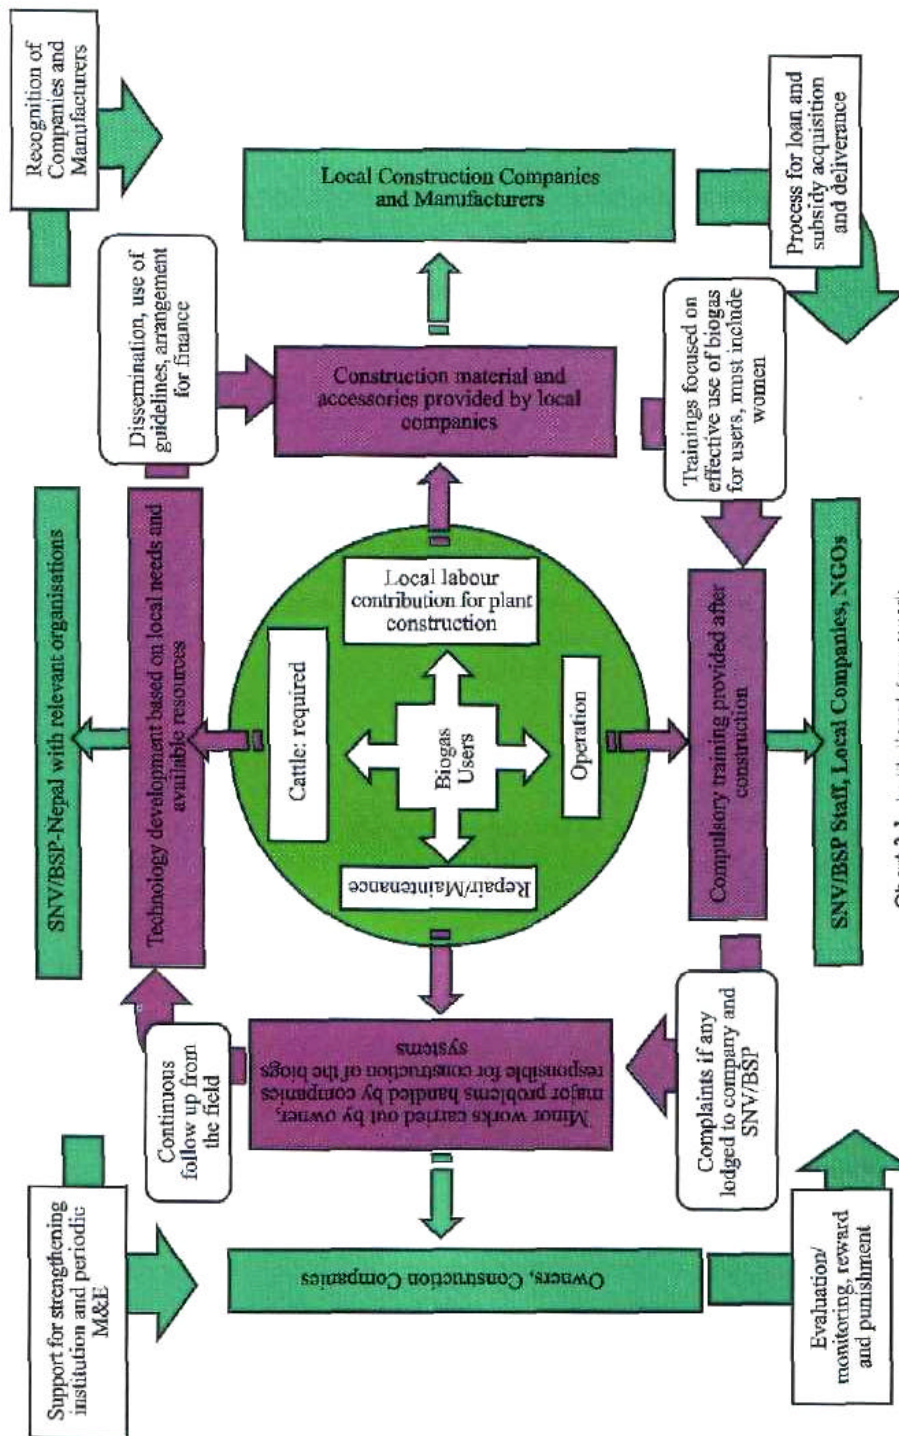 Support for strengthening
institution and periodic
M&E
SNV/BSP-Nepal with relevant organisations
Recognition of
Companies and
Manufacturers
Continuous
follow up from
the field
Technology development based on local needs and
available resources
Dissemination, use of
guidelines, arrangement
for finance
Owners, Construction Companies
Minor works carried out by owner,
major problems handled by companies
responsible for construction of the biogs
systems
Repair/Maintenance
Cattle: required
Biogas
Users
Operation
Local labour
contribution for plant
construction
Construction material and
accessories provided by local
companies
Local Construction Companies
and Manufacturers
Complaints if any
lodged to company and
SNV/BSP
Compulsory training provided after
construction
Trainings focused on
effective use of biogas
for users, must include
women
Evaluation/
monitoring, reward
and punishment
SNV/BSP Staff, Local Companies, NGOs
Process for loan and
subsidy acquisition
and deliverance